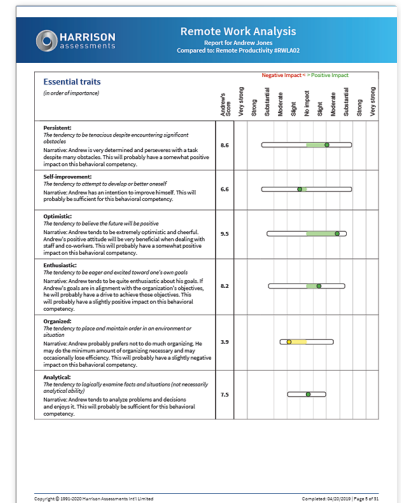 HARRISON
assessments
Remote Work Analysis
Report for Andrew Jones
Compared to: Remote Productivity #RWLA02
Essential traits
(in order of importance)
Negative Impact < > Positive Impact
Andrew's Score
Very strong
Strong
Substantial
Moderate
Slight
No impact
Slight
Moderate
Substantial
Strong
Very strong
Persistent:
The tendency to be tenacious despite encountering significant
obstacles
Narrative: Andrew is very determined and perseveres with a task
despite many obstacles. This will probably have a somewhat positive
impact on this behavioral competency.
8.6
Self-improvement:
The tendency to attempt to develop or better oneself
Narrative: Andrew has an intention to improve himself. This will
probably be sufficient for this behavioral competency.
6.6
Optimistic:
The tendency to believe the future will be positive
Narrative: Andrew tends to be extremely optimistic and cheerful.
Andrew's positive attitude will be very beneficial when dealing with
staff and co-workers. This will probably have a somewhat positive
impact on this behavioral competency.
9.5
Enthusiastic:
The tendency to be eager and excited toward one's own goals
Narrative: Andrew tends to be quite enthusiastic about his goals. If
Andrew's goals are in alignment with the organization's objectives,
he will probably have a drive to achieve those objectives. This
will probably have a slightly positive impact on this behavioral
competency.
8.2
Organized:
The tendency to place and maintain order in an environment or
situation
Narrative: Andrew probably prefers not to do much organizing. He
may do the minimum amount of organizing necessary and may
occasionally lose efficiency. This will probably have a slightly negative
impact on this behavioral competency.
3.9
Analytical:
The tendency to logically examine facts and situations (not necessarily
analytical ability)
Narrative: Andrew tends to analyze problems and decisions
and enjoys it. This will probably be sufficient for this behavioral
competency.
7.5
Copyright © 1991-2020 Harrison Assessments Int'l Limited
Completed: 04/20/2019 | Page 5 of 31